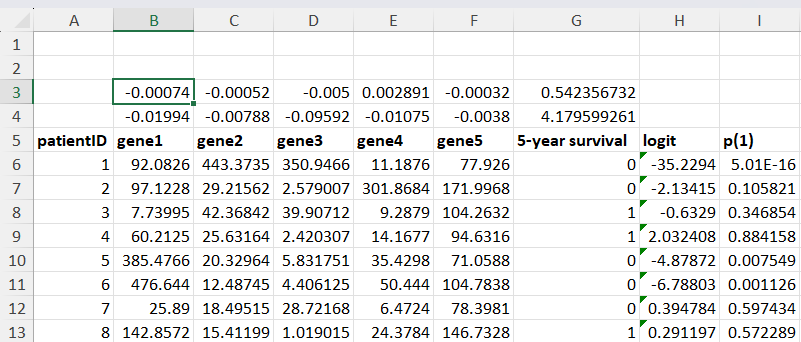 A B C D E F G H I
1
2
3 -0.00074 -0.00052 -0.005 0.002891 -0.00032 0.542356732
4 -0.01994 -0.00788 -0.09592 -0.01075 -0.0038 4.179599261
5 patientID gene1 gene2 gene3 gene4 gene5 5-year survival logit p(1)
6 1 92.0826 443.3735 350.9466 11.1876 77.926 0 -35.2294 5.01E-16
7 2 97.1228 29.21562 2.579007 301.8684 171.9968 0 -2.13415 0.105821
8 3 7.73995 42.36842 39.90712 9.2879 104.2632 1 -0.6329 0.346854
9 4 60.2125 25.63164 2.420307 14.1677 94.6316 1 2.032408 0.884158
10 5 385.4766 20.32964 5.831751 35.4298 71.0588 0 -4.87872 0.007549
11 6 476.644 12.48745 4.406125 50.444 104.7838 0 -6.78803 0.001126
12 7 25.89 18.49515 28.72168 6.4724 78.3981 0 0.394784 0.597434
13 8 142.8572 15.41199 1.019015 24.3784 146.7328 1 0.291197 0.572289